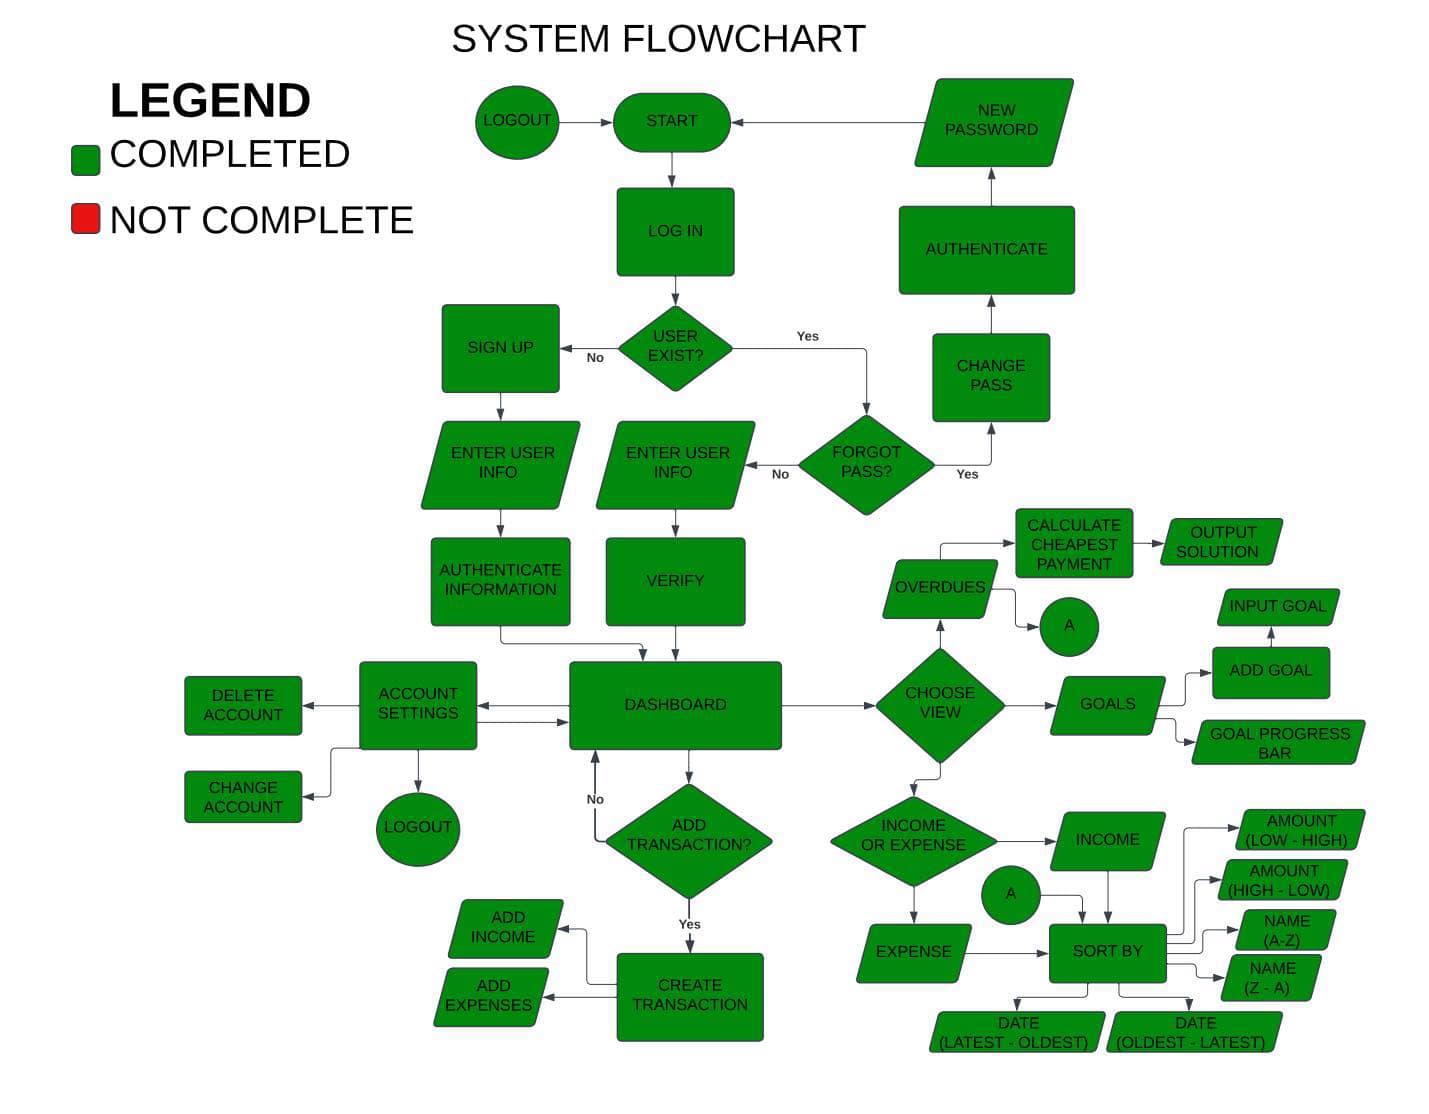 SYSTEM FLOWCHART
LEGEND
COMPLETED
NOT COMPLETE
LOGOUT
START
NEW
PASSWORD
LOG IN
AUTHENTICATE
SIGN UP
No
USER
EXIST?
Yes
CHANGE
PASS
ENTER USER
INFO
ENTER USER
INFO
No
FORGOT
PASS?
Yes
AUTHENTICATE
INFORMATION
VERIFY
OVERDUES
CALCULATE
CHEAPEST
PAYMENT
OUTPUT
SOLUTION
A
INPUT GOAL
ADD GOAL
DELETE
ACCOUNT
ACCOUNT
SETTINGS
DASHBOARD
CHOOSE
VIEW
GOALS
GOAL PROGRESS
BAR
CHANGE
ACCOUNT
LOGOUT
No
ADD
TRANSACTION?
Yes
INCOME
OR EXPENSE
INCOME
A
EXPENSE
SORT BY
AMOUNT
(LOW - HIGH)
AMOUNT
(HIGH - LOW)
NAME
(A-Z)
NAME
(Z - A)
DATE
(LATEST - OLDEST)
DATE
(OLDEST - LATEST)
ADD
INCOME
ADD
EXPENSES
CREATE
TRANSACTION